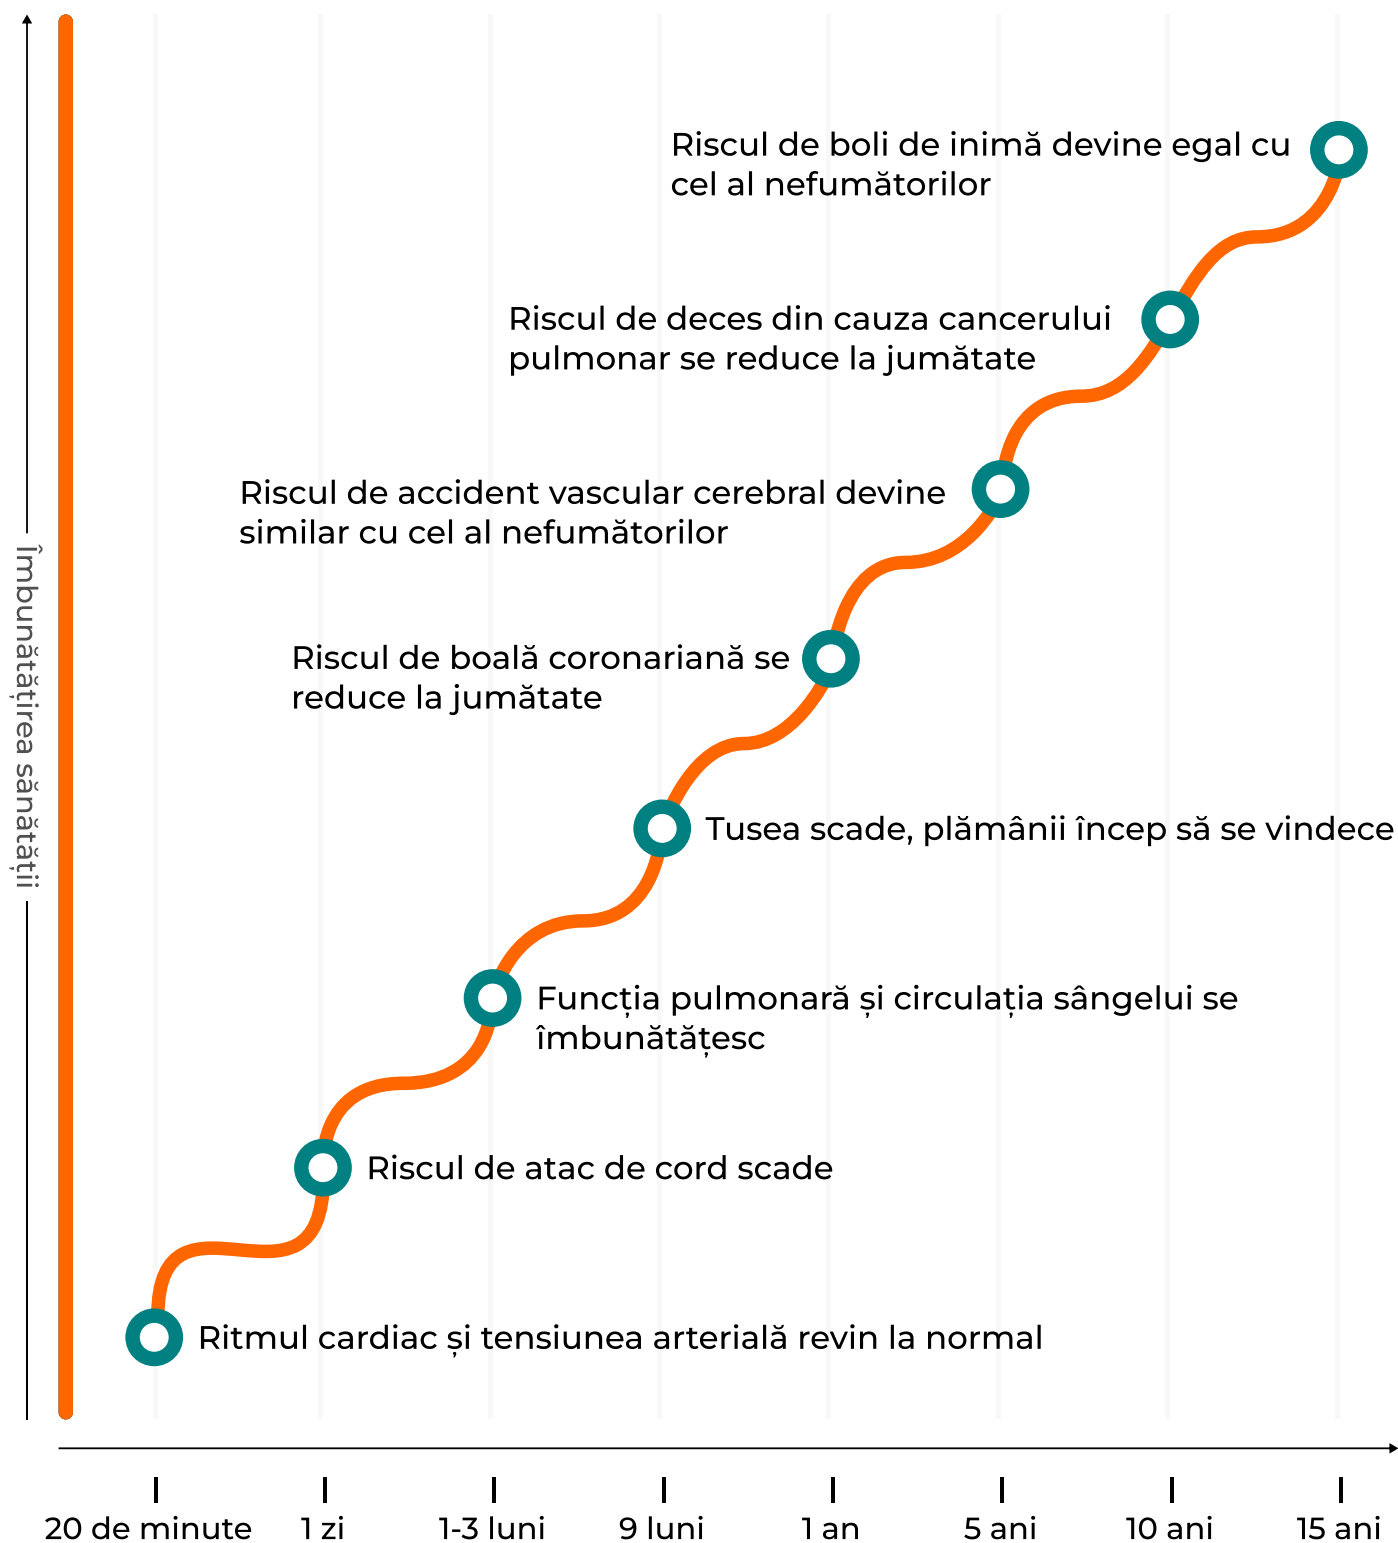 Riscul de boli de inimă devine egal cu
cel al nefumătorilor
Riscul de deces din cauza cancerului
pulmonar se reduce la jumătate
Riscul de accident vascular cerebral devine
similar cu cel al nefumătorilor
Îmbunătățirea sănătății
Riscul de boală coronariană se
reduce la jumătate
Tusea scade, plămânii încep să se vindece
Funcția pulmonară și circulația sângelui se
îmbunătățesc
Riscul de atac de cord scade
Ritmul cardiac și tensiunea arterială revin la normal
20 de minute
1 zi
1-3 luni
9 luni
1 an
5 ani
10 ani
15 ani